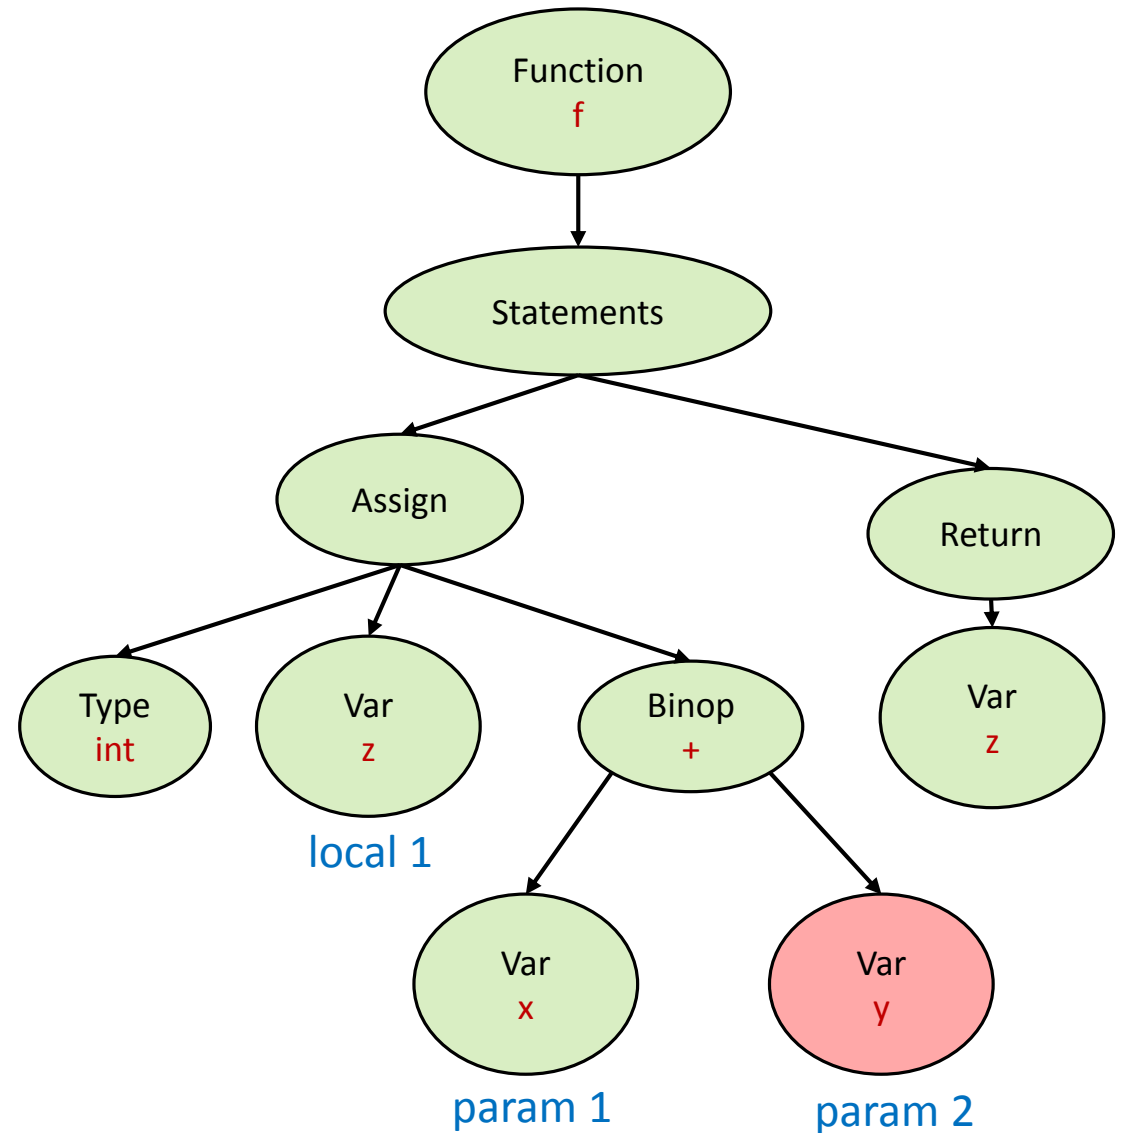 Function
f
Statements
Assign
Return
Type
int
Var
z
Binop
+
Var
z
local 1
Var
x
Var
y
param 1
param 2